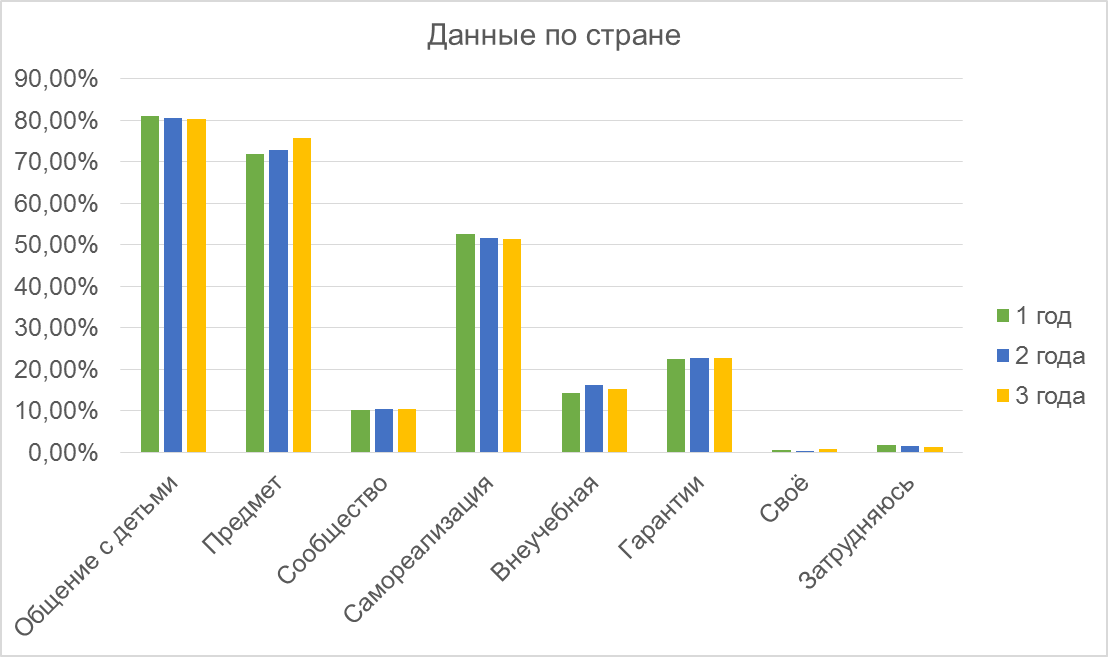 Данные по стране
90,00%
80,00%
70,00%
60,00%
50,00%
40,00%
30,00%
20,00%
10,00%
0,00%
Общение с детьми
Предмет
Сообщество
Самореализация
Внеучебная
Гарантии
Своё
Затрудняюсь
1 год
2 года
3 года